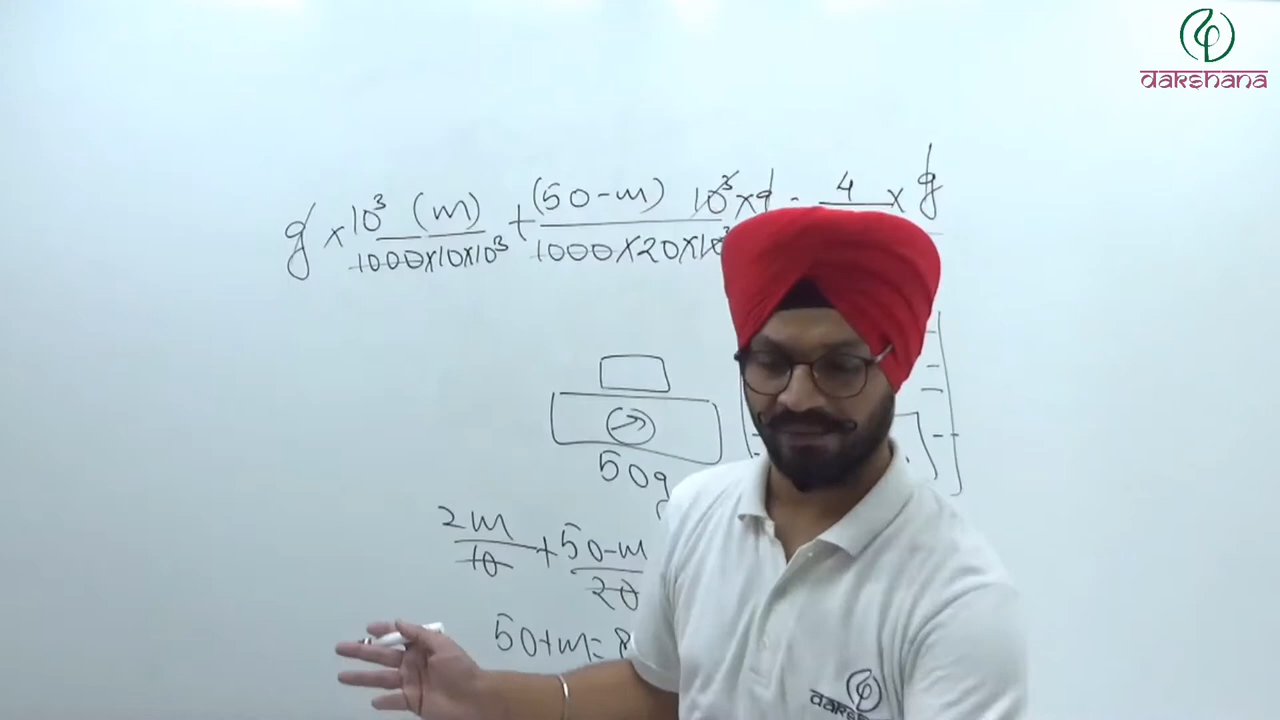 dakshana
g × 10³ (m) / 1000×10×10³ + (50-m) 10³ × g / 1000×20×10³ = 4 × g
50g
2m/10 + 50-m/20
50+m= 8
dakshana